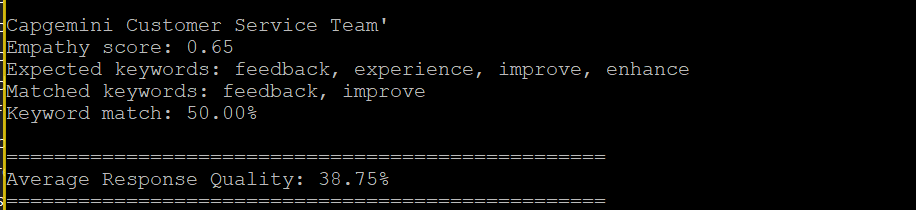 Capgemini Customer Service Team'
Empathy score: 0.65
Expected keywords: feedback, experience, improve, enhance
Matched keywords: feedback, improve
Keyword match: 50.00%
==================================================
Average Response Quality: 38.75%
==================================================